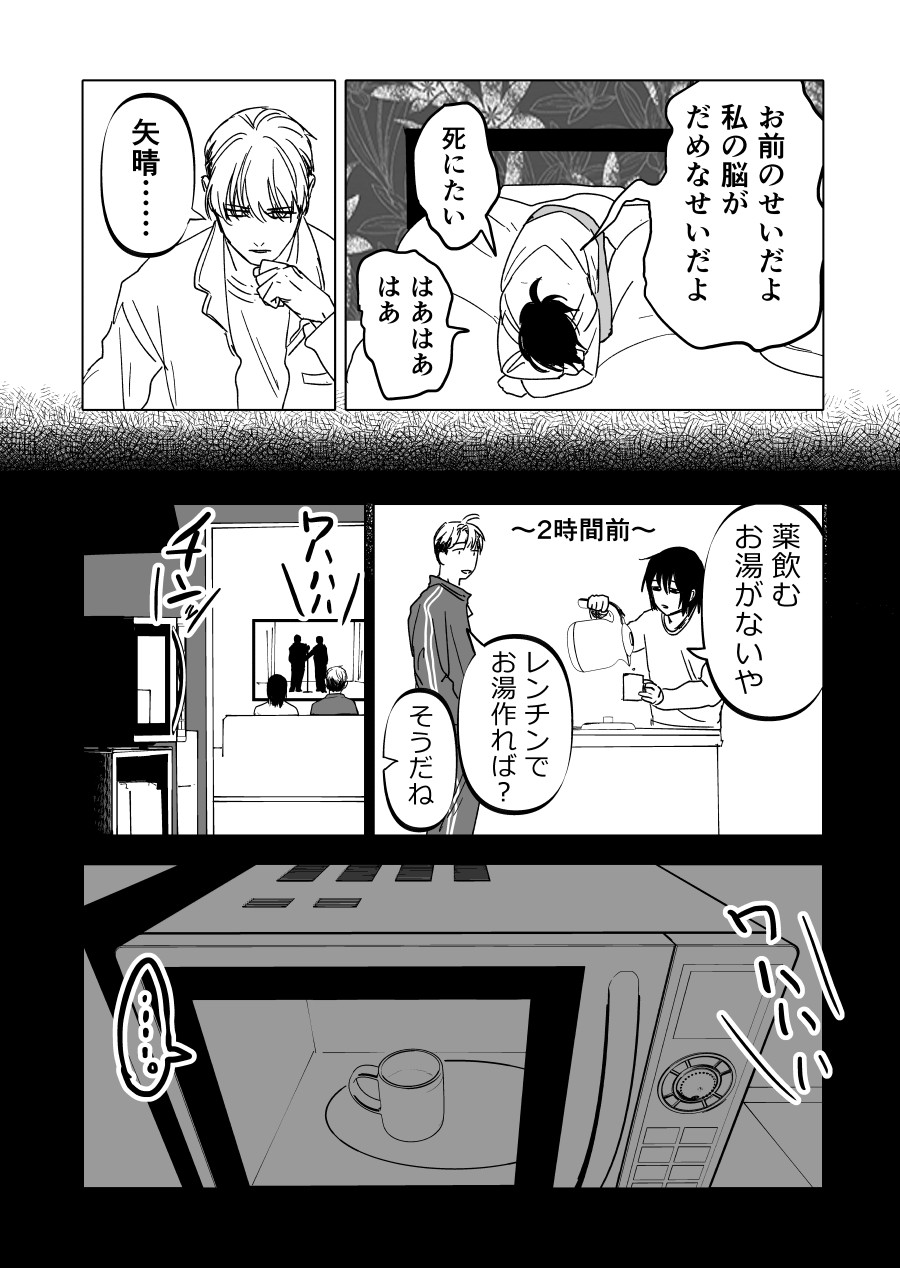 お前のせいだよ
私の脳が
だめなせいだよ
死にたい
はあはあ
はあ
矢晴……
〜2時間前〜
薬飲む
お湯がないや
レンチンで
お湯作れば?
そうだね
ワハハハ
チーン
ワハハハ
……。